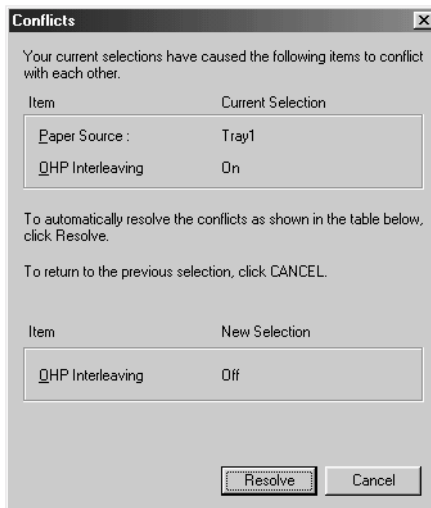 Conflicts
Your current selections have caused the following items to conflict
with each other.
Item Current Selection
Paper Source : Tray1
OHP Interleaving On
To automatically resolve the conflicts as shown in the table below,
click Resolve.
To return to the previous selection, click CANCEL.
Item New Selection
OHP Interleaving Off
Resolve Cancel